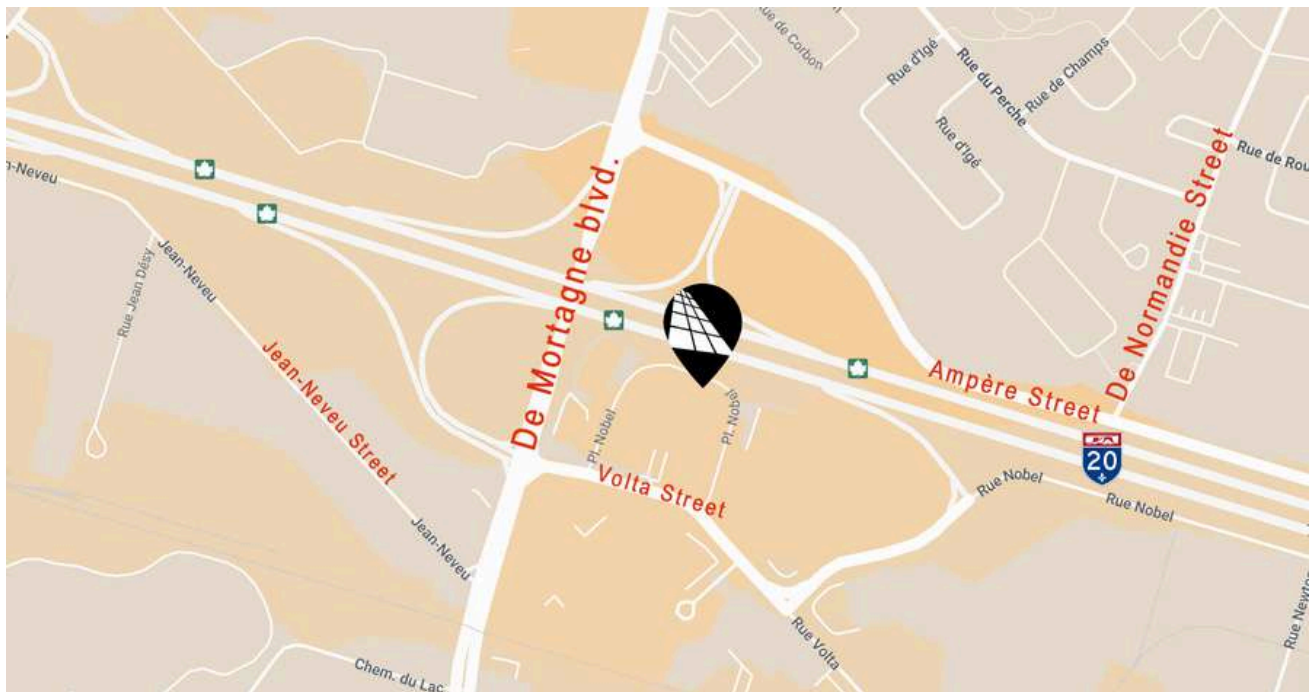 Rue de Corbon
Rue d'Igé
Rue du Perche
Rue de Champs
Rue d'Igé
Rue de Rou
n-Neveu
De Mortagne blvd.
De Normandie Street
Jean-Neveu
Rue Jean Désy
Jean-Neveu Street
Ampère Street
Pl. Nobel
Pl. Nobel
20
Volta Street
Rue Nobel
Rue Nobel
Jean-Neveu
Rue Volta
Rue Newto
Chem. du Lac